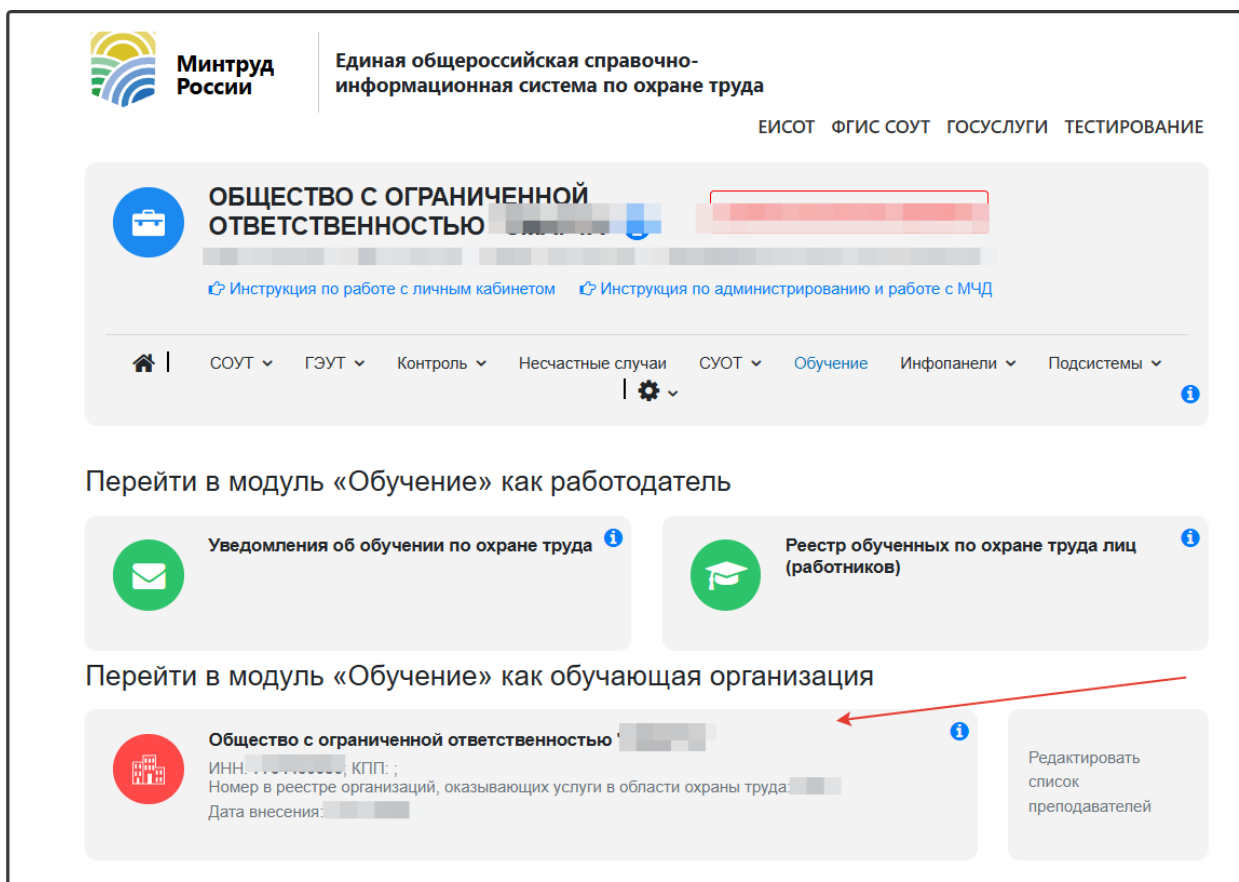 Минтруд
России
Единая общероссийская справочно-
информационная система по охране труда
ЕИСОТ ФГИС СОУТ ГОСУСЛУГИ ТЕСТИРОВАНИЕ
ОБЩЕСТВО С ОГРАНИЧЕННОЙ
ОТВЕТСТВЕННОСТЬЮ
Инструкция по работе с личным кабинетом Инструкция по администрированию и работе с МЧД
СОУТ ГЭУТ Контроль Несчастные случаи СУОТ Обучение Инфопанели Подсистемы
Перейти в модуль «Обучение» как работодатель
Уведомления об обучении по охране труда
Реестр обученных по охране труда лиц
(работников)
Перейти в модуль «Обучение» как обучающая организация
Общество с ограниченной ответственностью "
ИНН: , КПП: ;
Номер в реестре организаций, оказывающих услуги в области охраны труда:
Дата внесения:
Редактировать
список
преподавателей